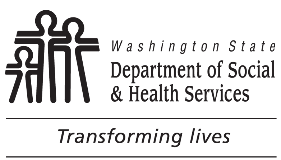 Washington State
Department of Social
& Health Services
Transforming lives